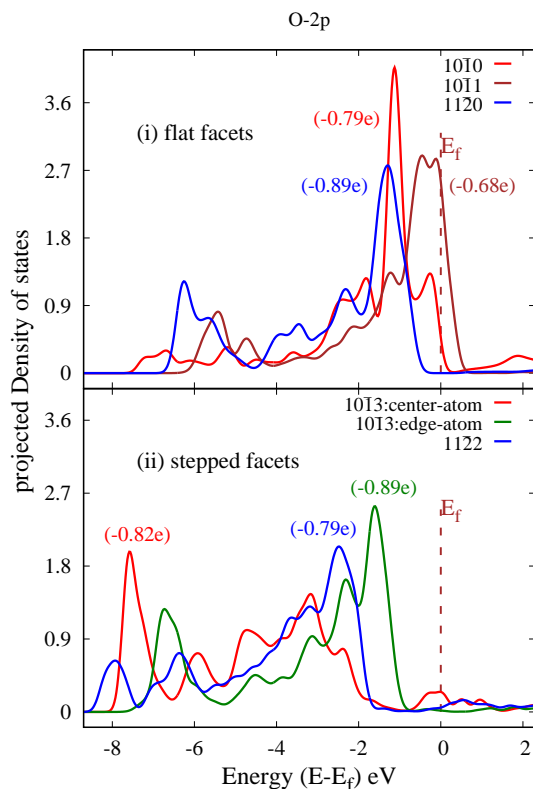 O-2p
projected Density of states
3.6
2.7
1.8
0.9
0
(i) flat facets
101̄0
101̄1
112̄0
(-0.79e)
E_f
(-0.89e)
(-0.68e)
3.6
2.7
1.8
0.9
0
101̄3:center-atom
101̄3:edge-atom
112̄2
(ii) stepped facets
(-0.89e)
(-0.82e)
(-0.79e)
E_f
-8 -6 -4 -2 0 2
Energy (E-E_f) eV